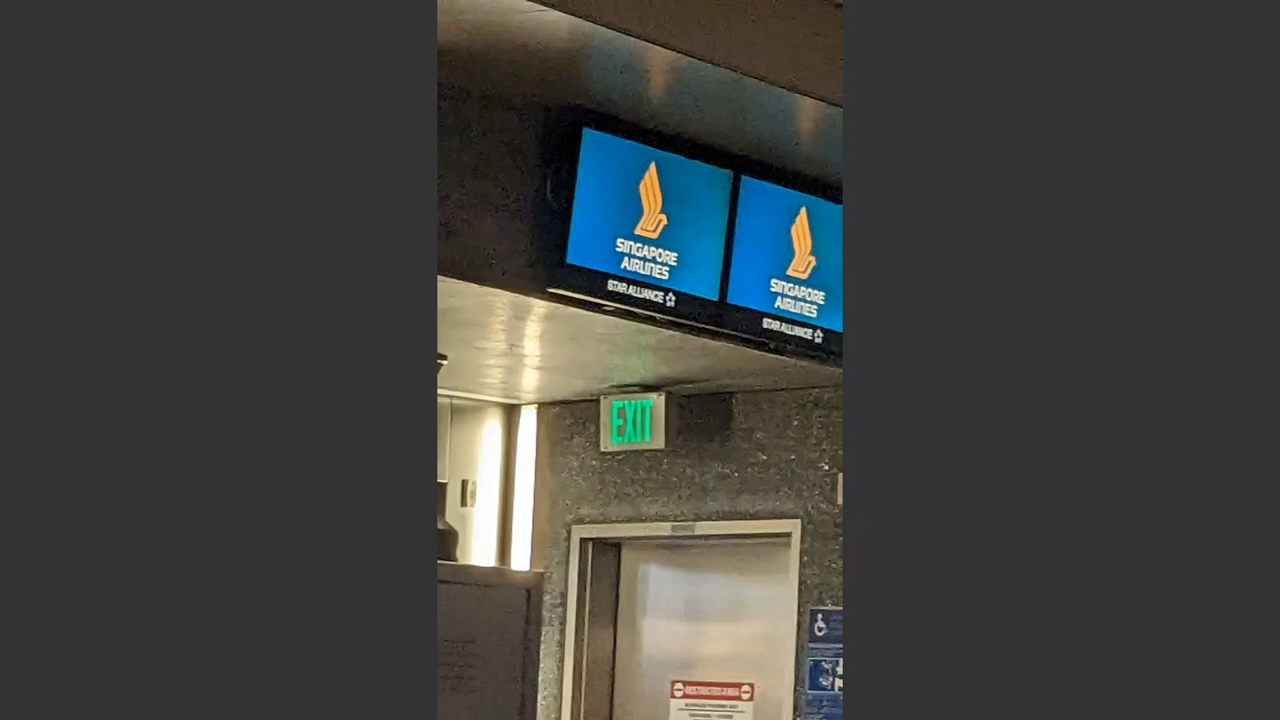 SINGAPORE
AIRLINES
STAR ALLIANCE
SINGAPORE
AIRLINES
STAR ALLIANCE
EXIT
RESTRICTED AREA